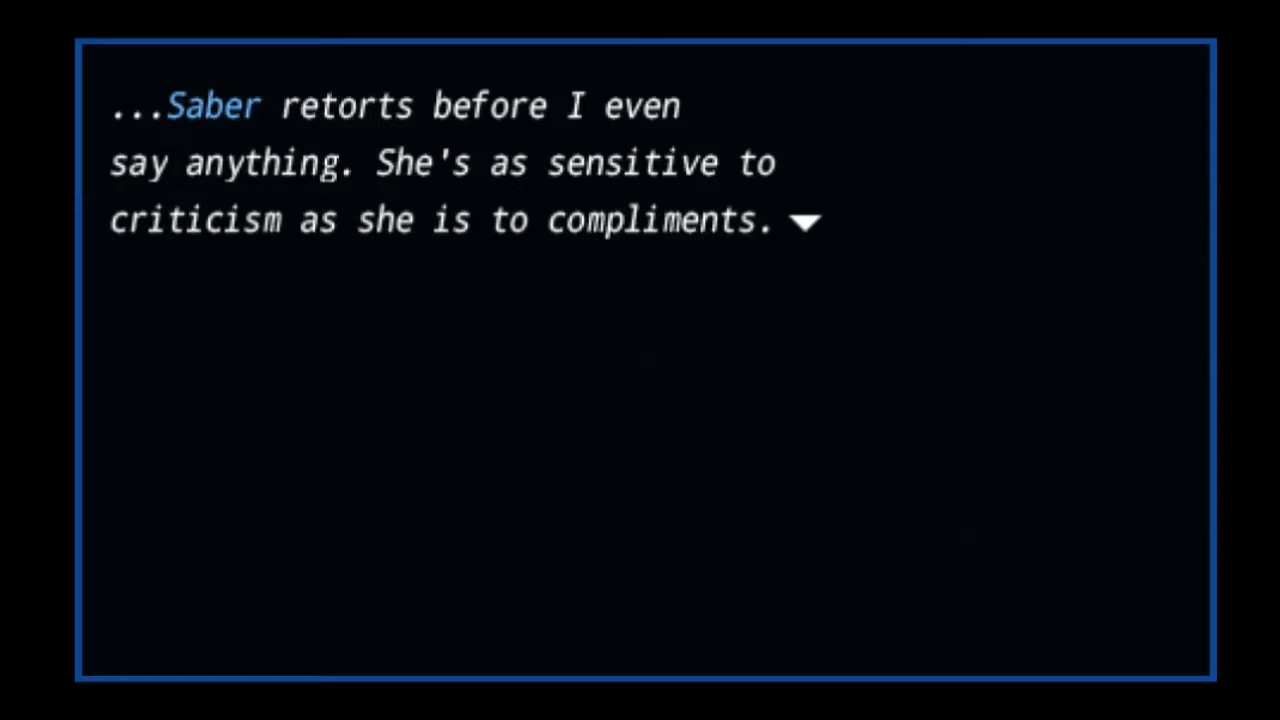 ...Saber retorts before I even
say anything. She's as sensitive to
criticism as she is to compliments.